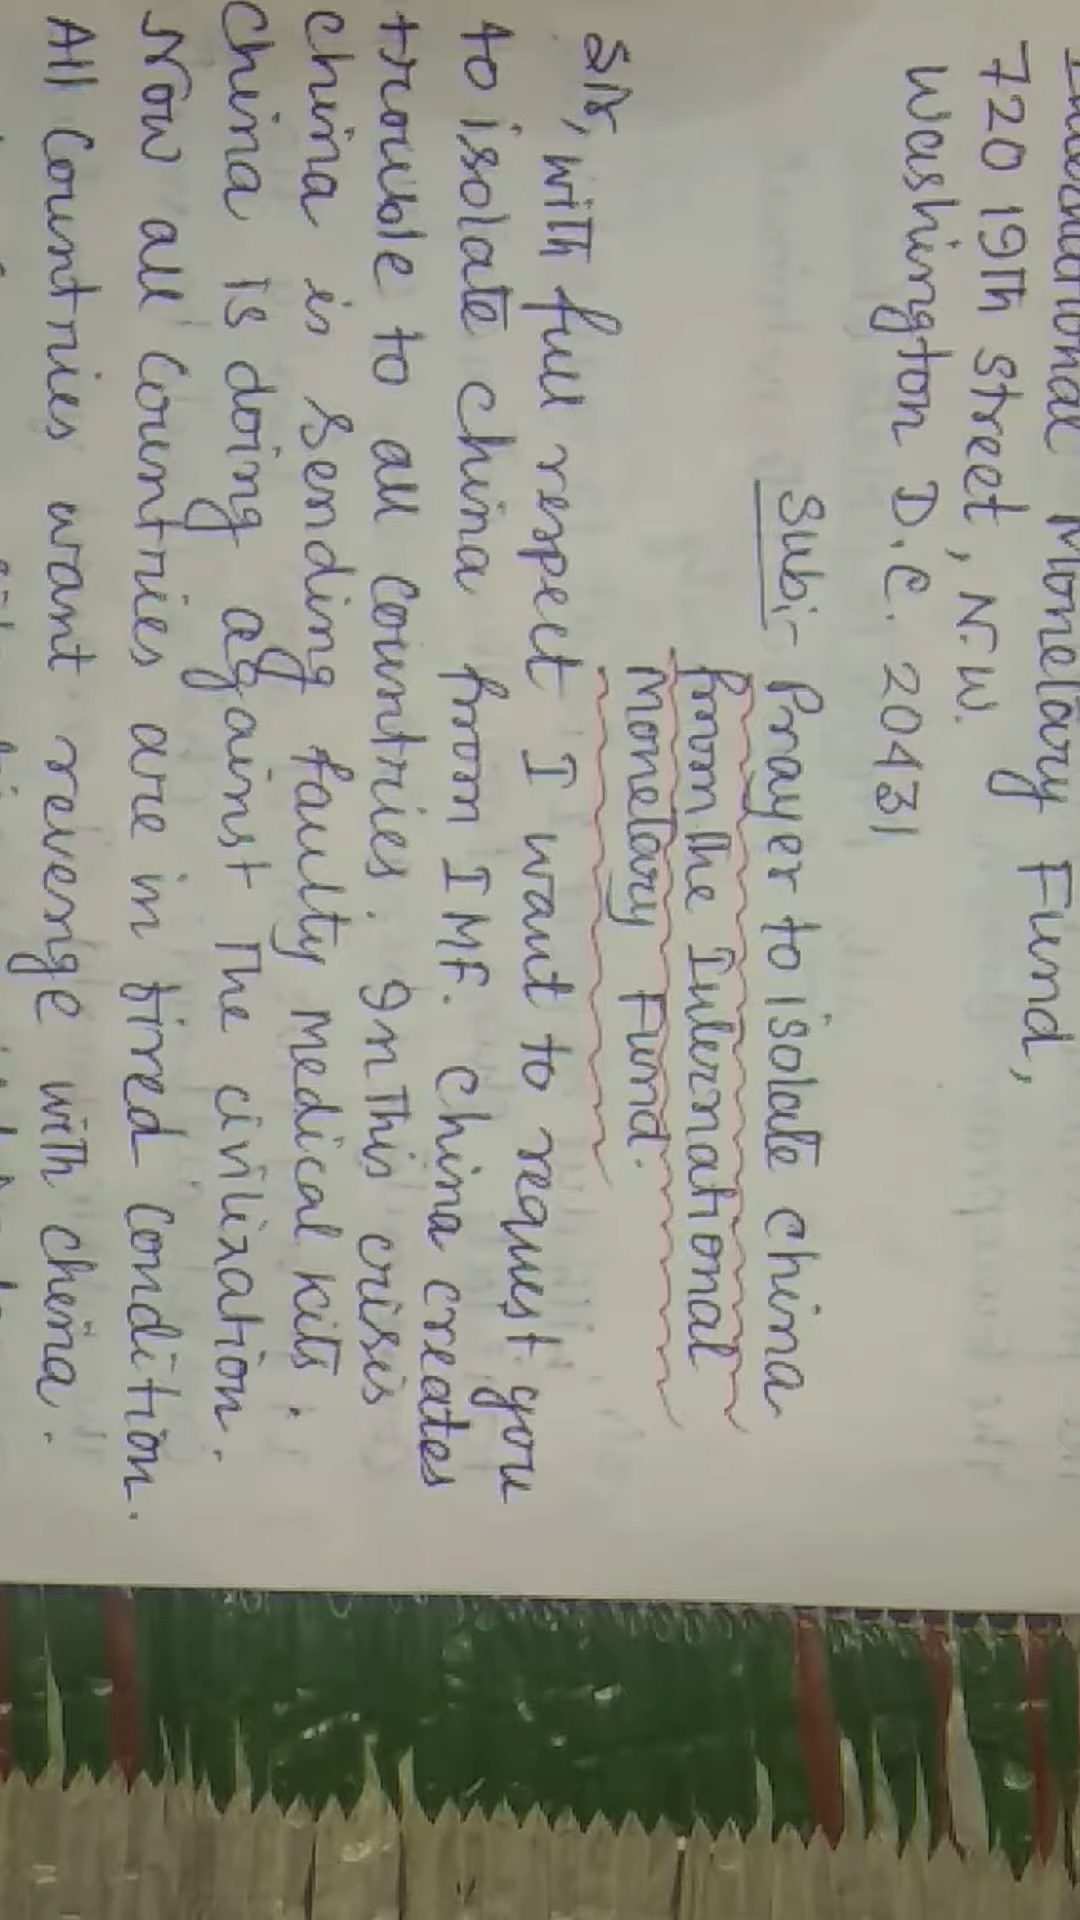 International Monetary Fund,
720 19Th Street, N.W.
Washington D.C. 20431
Sub:- Prayer to isolate China
from the International
Monetary Fund.
Sir, with full respect I want to request you
to isolate China from IMF. China creates
trouble to all Countries. In This crisis
China is sending faulty medical kits.
China is doing against The civilization.
Now all Countries are in tired Condition.
All Countries want revenge with China.